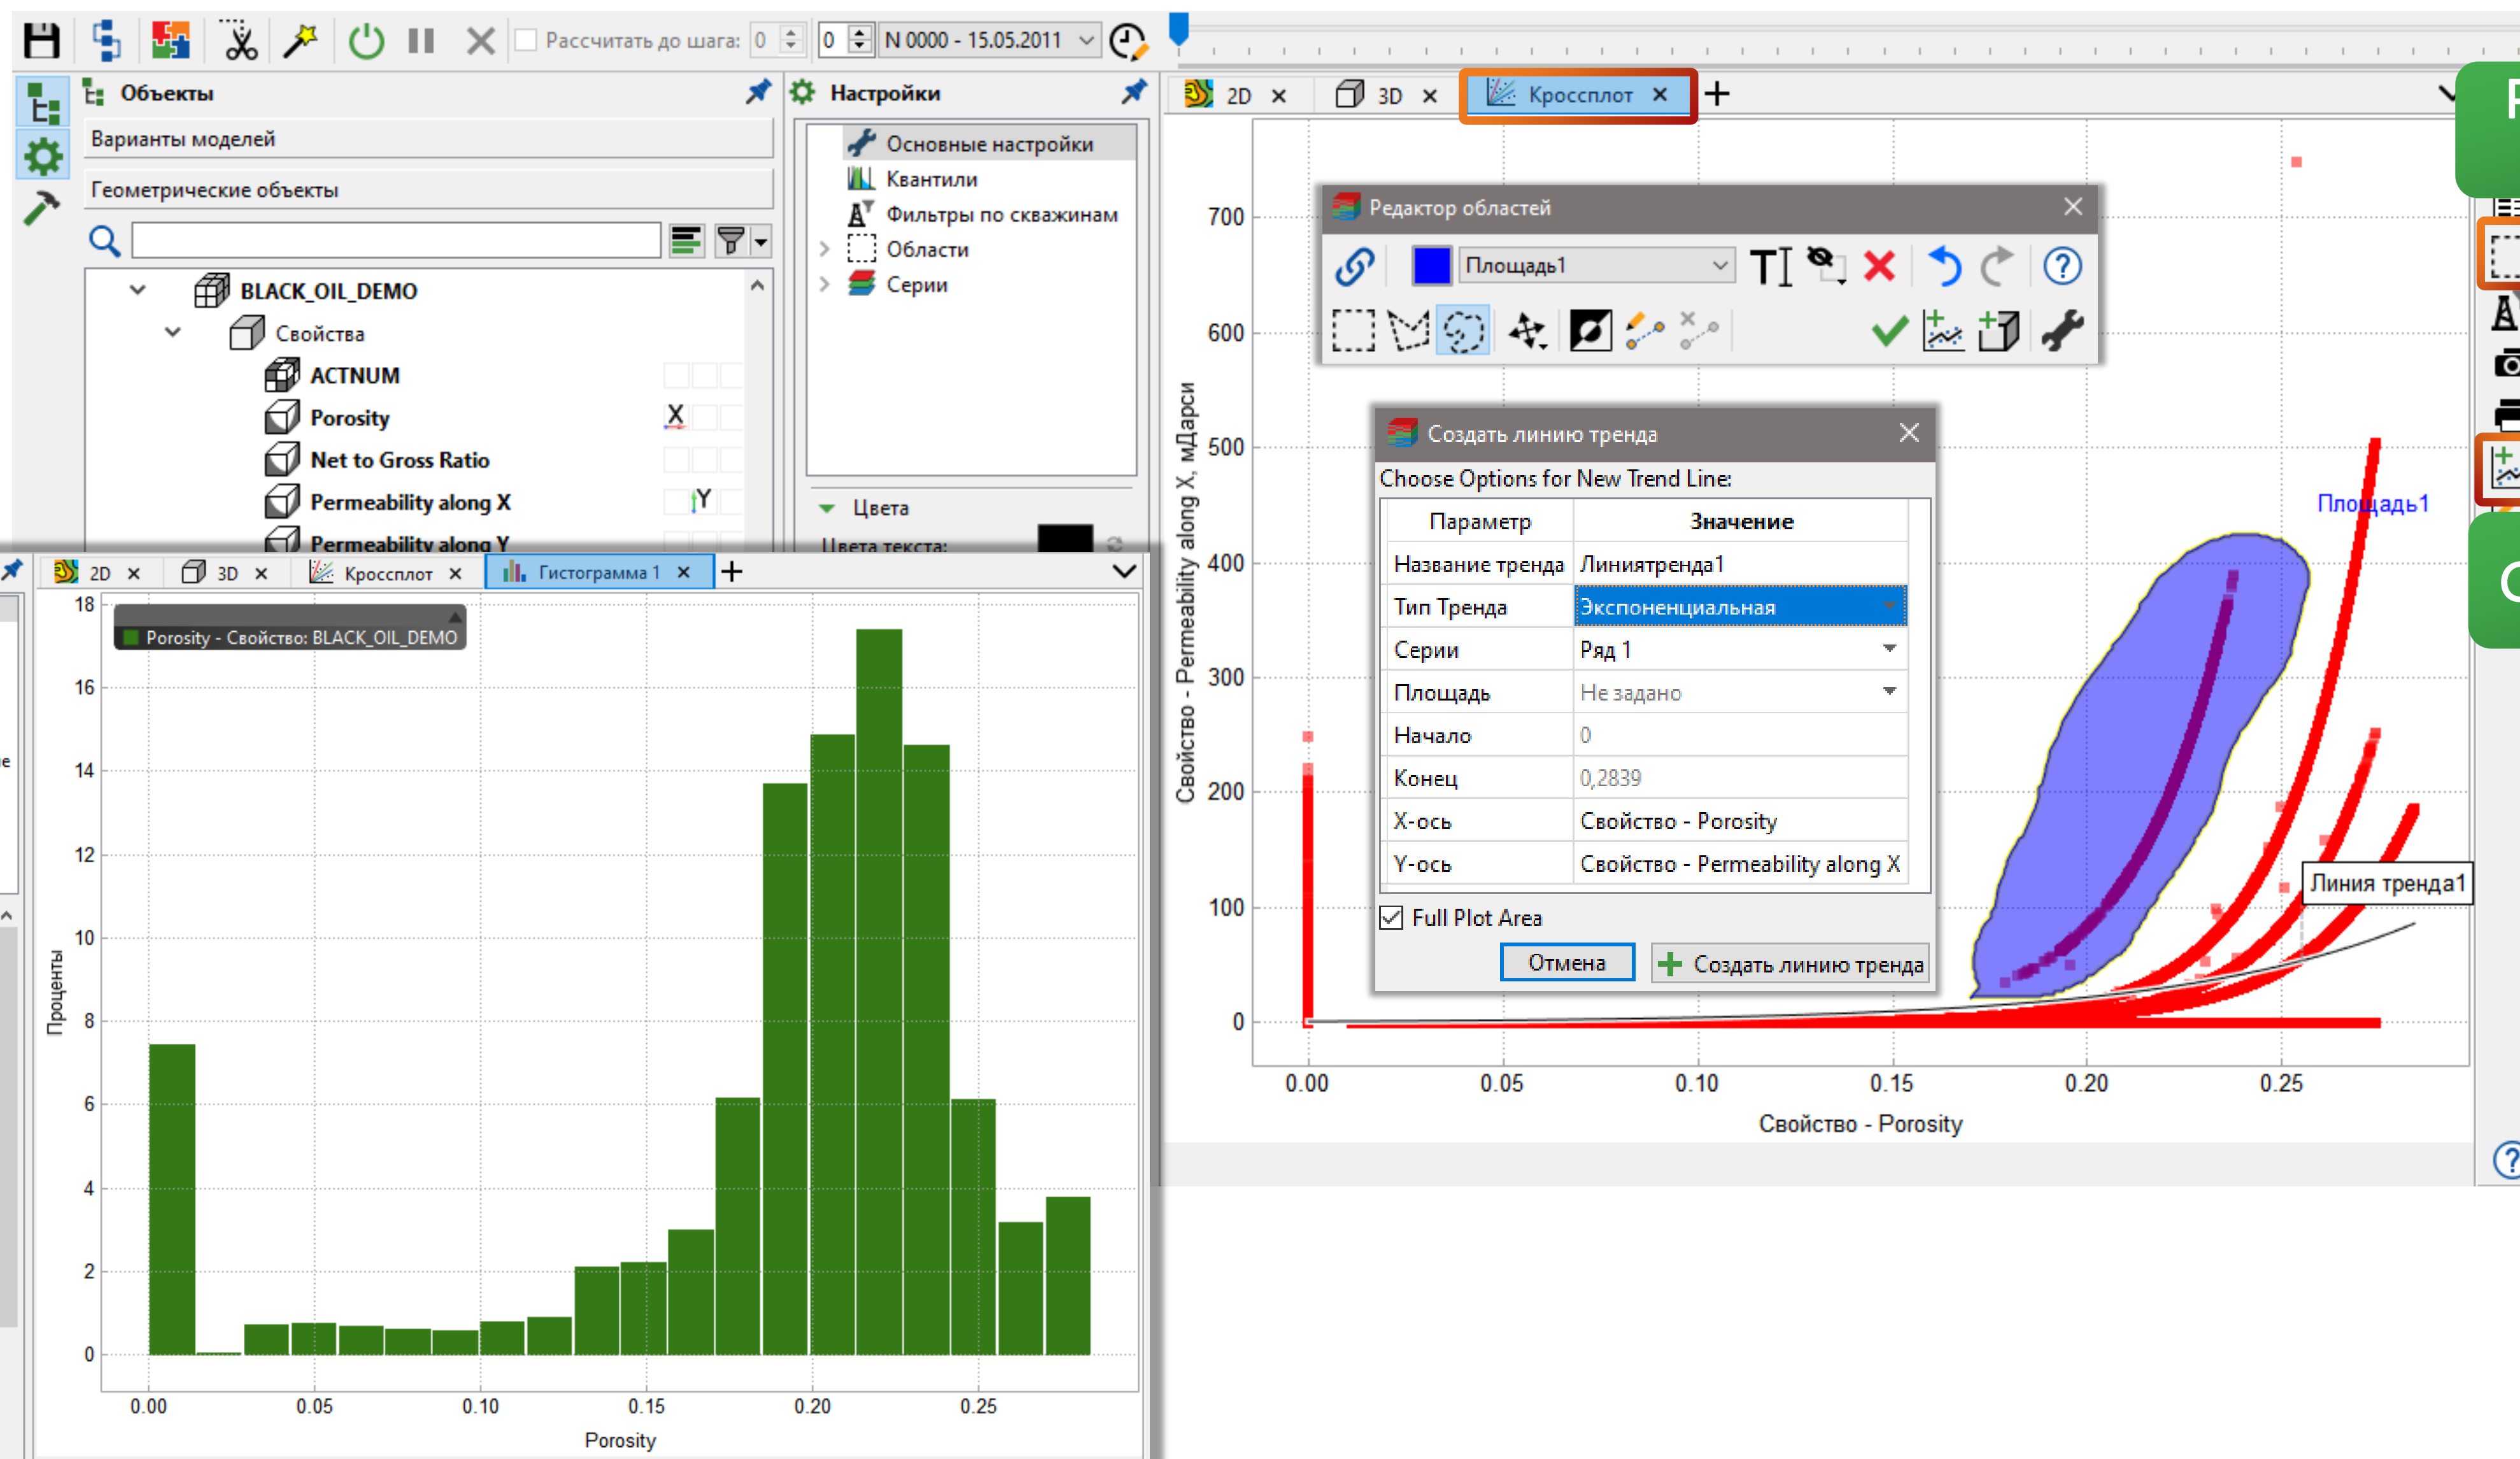 Рассчитать до шага: 0
0
N 0000 - 15.05.2011
Объекты
Варианты моделей
Геометрические объекты
BLACK_OIL_DEMO
Свойства
ACTNUM
Porosity
X
Net to Gross Ratio
Permeability along X
Y
Permeability along Y
Настройки
Основные настройки
Квантили
Фильтры по скважинам
Области
Серии
Цвета
Цвета текста:
2D
3D
Кроссплот
Редактор областей
Площадь1
Создать линию тренда
Choose Options for New Trend Line:
Параметр
Значение
Название тренда
Линиятренда1
Тип Тренда
Экспоненциальная
Серии
Ряд 1
Площадь
Не задано
Начало
0
Конец
0,2839
X-ось
Свойство - Porosity
Y-ось
Свойство - Permeability along X
Full Plot Area
Отмена
Создать линию тренда
Площадь1
Линия тренда1
Свойство - Permeability along X, мДарси
700
600
500
400
300
200
100
0
0.00
0.05
0.10
0.15
0.20
0.25
Свойство - Porosity
2D
3D
Кроссплот
Гистограмма 1
Porosity - Свойство: BLACK_OIL_DEMO
Проценты
18
16
14
12
10
8
6
4
2
0
0.00
0.05
0.10
0.15
0.20
0.25
Porosity